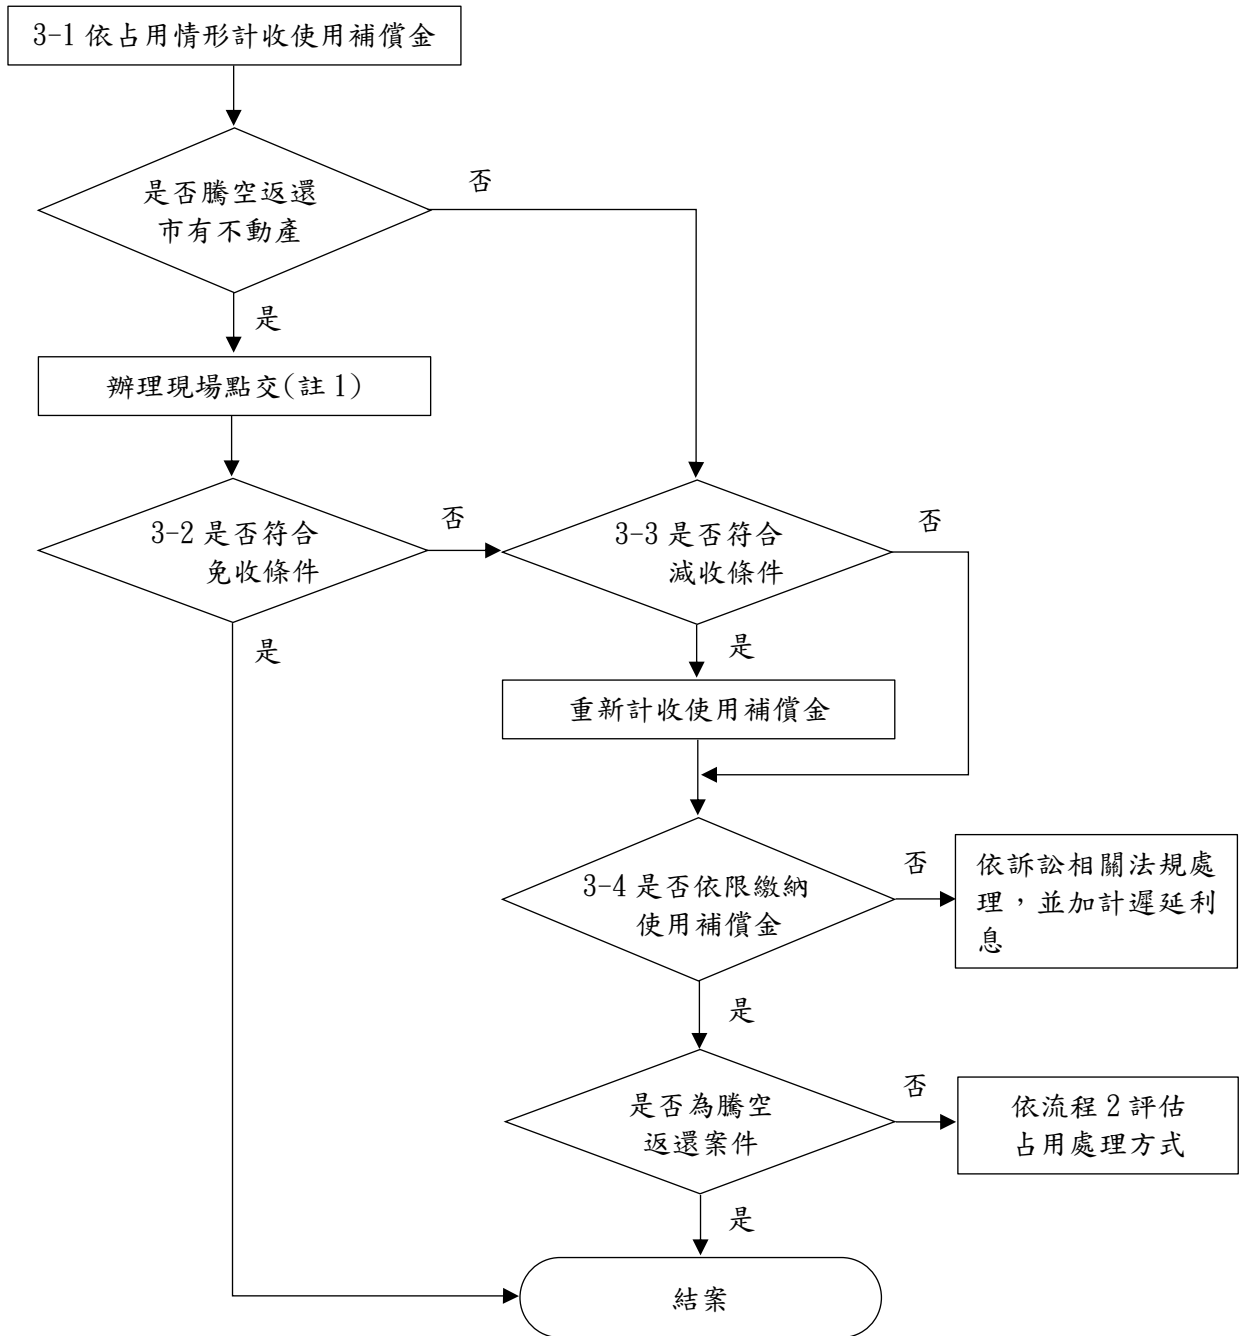 3-1 依占用情形計收使用補償金
是否騰空返還
市有不動產
否
是
辦理現場點交(註 1)
3-2 是否符合
免收條件
否
3-3 是否符合
減收條件
否
是
是
重新計收使用補償金
3-4 是否依限繳納
使用補償金
否
依訴訟相關法規處
理，並加計遲延利
息
是
是否為騰空
返還案件
否
依流程 2 評估
占用處理方式
是
結案